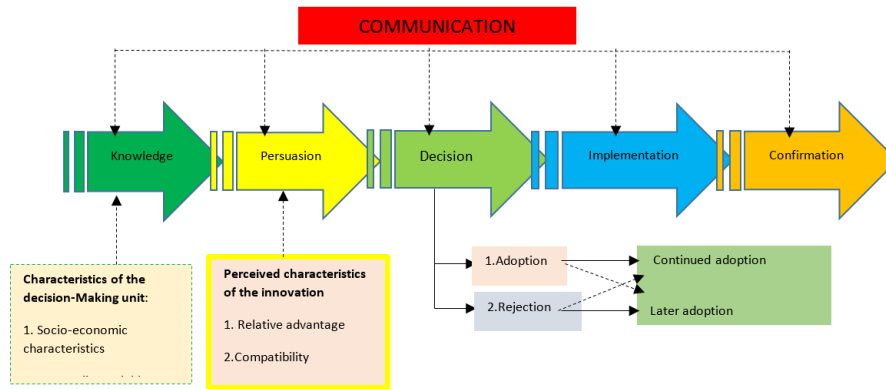 COMMUNICATION
Knowledge
Persuasion
Decision
Implementation
Confirmation
Characteristics of the
decision-Making unit:
1. Socio-economic
characteristics
Perceived characteristics
of the innovation
1. Relative advantage
2.Compatibility
1.Adoption
2.Rejection
Continued adoption
Later adoption